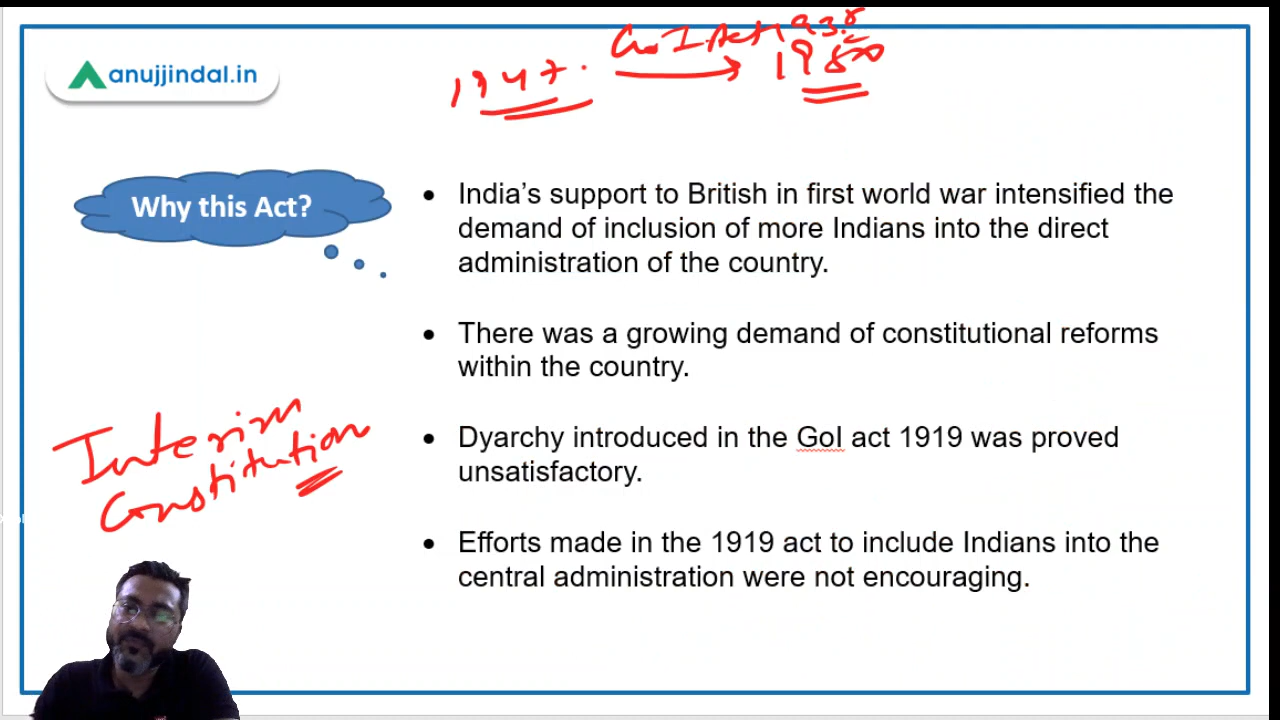 GoI Act 1935
1947
1950
anujjindal.in
Why this Act?
• India’s support to British in first world war intensified the
demand of inclusion of more Indians into the direct
administration of the country.
• There was a growing demand of constitutional reforms
within the country.
• Dyarchy introduced in the GoI act 1919 was proved
unsatisfactory.
• Efforts made in the 1919 act to include Indians into the
central administration were not encouraging.
Interim
Constitution